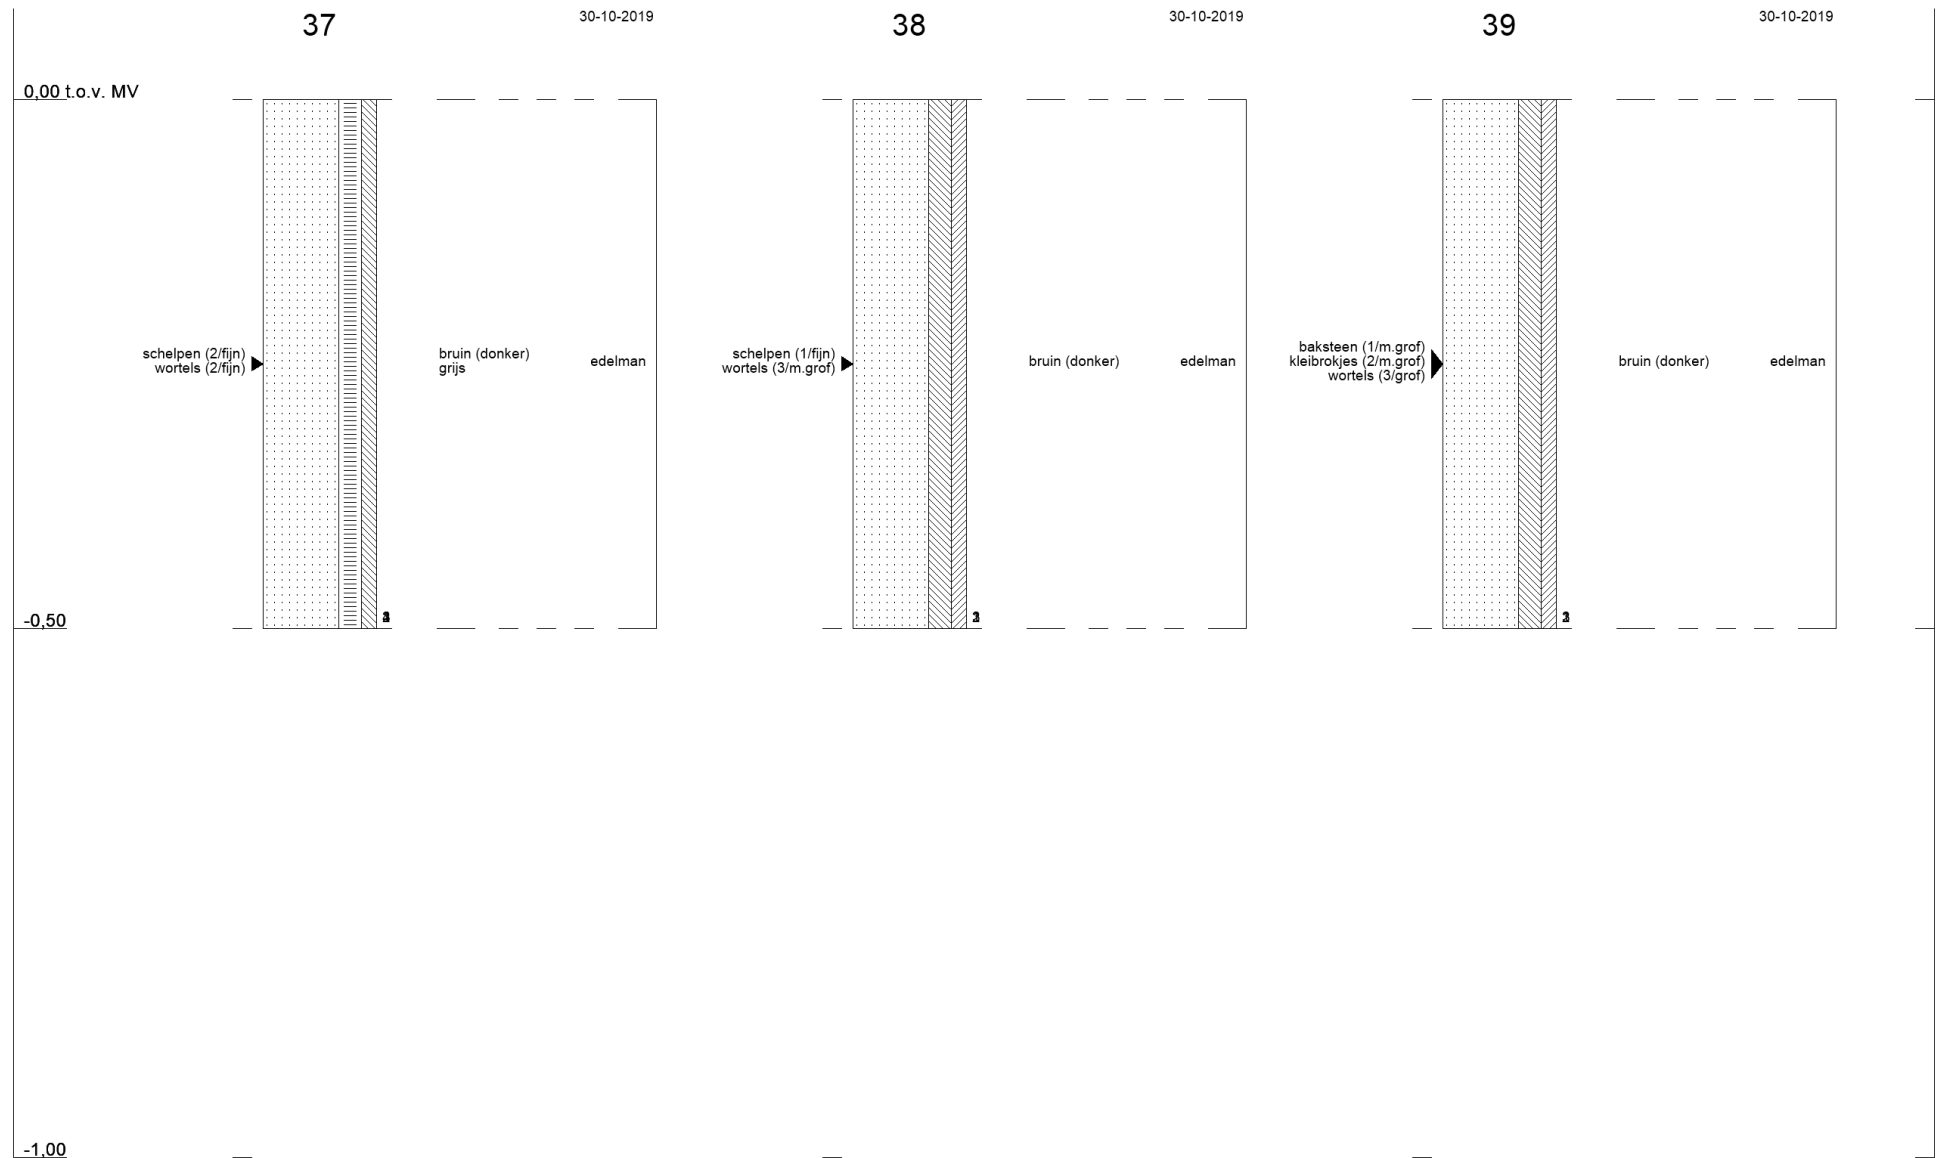 37
30-10-2019
38
30-10-2019
39
30-10-2019
0,00 t.o.v. MV
schelpen (2/fijn)
wortels (2/fijn)
bruin (donker)
grijs
edelman
schelpen (1/fijn)
wortels (3/m.grof)
bruin (donker)
edelman
baksteen (1/m.grof)
kleibrokjes (2/m.grof)
wortels (3/grof)
bruin (donker)
edelman
-0,50
-1,00